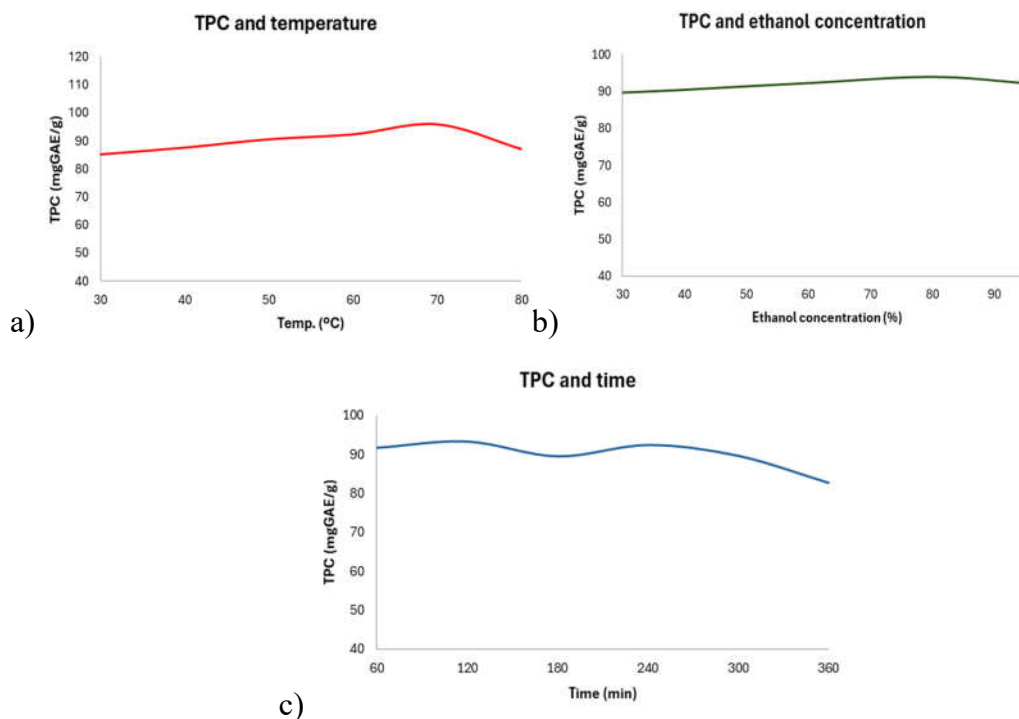 TPC and temperature
TPC (mgGAE/g)
120
110
100
90
80
70
60
50
40
30 40 50 60 70 80
Temp. (ºC)
a)
TPC and ethanol concentration
TPC (mgGAE/g)
100
90
80
70
60
50
40
30 40 50 60 70 80 90
Ethanol concentration (%)
b)
TPC and time
TPC (mgGAE/g)
100
90
80
70
60
50
40
60 120 180 240 300 360
Time (min)
c)